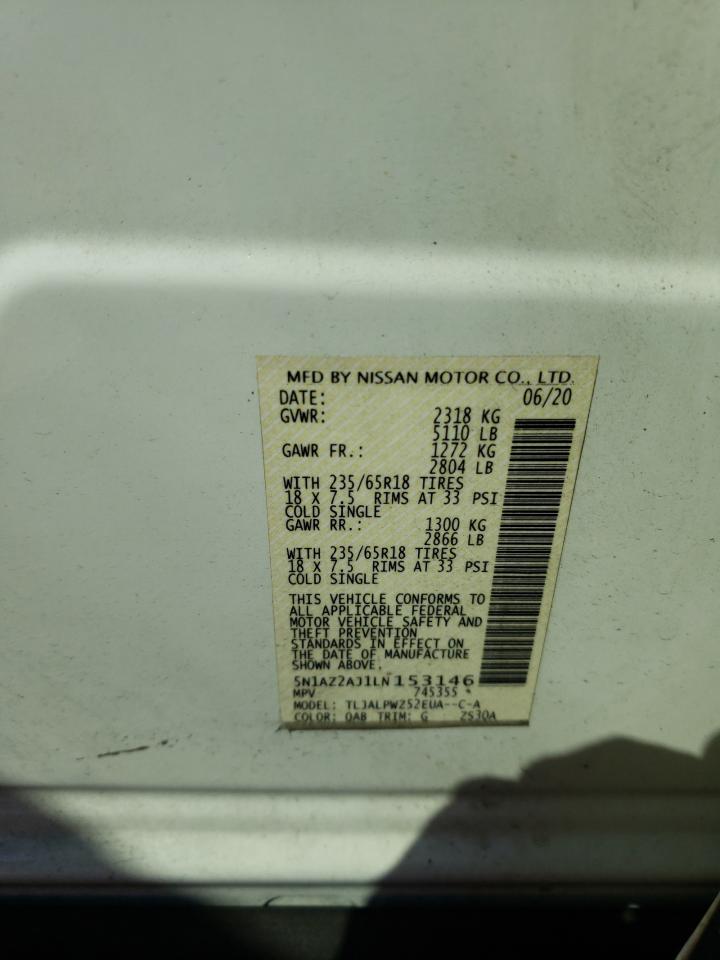 MFD BY NISSAN MOTOR CO., LTD.
DATE: 06/20
GVWR: 2318 KG
5110 LB
GAWR FR.: 1272 KG
2804 LB
WITH 235/65R18 TIRES
18 X 7.5 RIMS AT 33 PSI
COLD SINGLE
GAWR RR.: 1300 KG
2866 LB
WITH 235/65R18 TIRES
18 X 7.5 RIMS AT 33 PSI
COLD SINGLE
THIS VEHICLE CONFORMS TO
ALL APPLICABLE FEDERAL
MOTOR VEHICLE SAFETY AND
THEFT PREVENTION
STANDARDS IN EFFECT ON
THE DATE OF MANUFACTURE
SHOWN ABOVE.
5N1AZ2AJ1LN153146
MPV 745355
MODEL: TLJALPWZ52EUA--C-A
COLOR: QAB TRIM: G Z530A